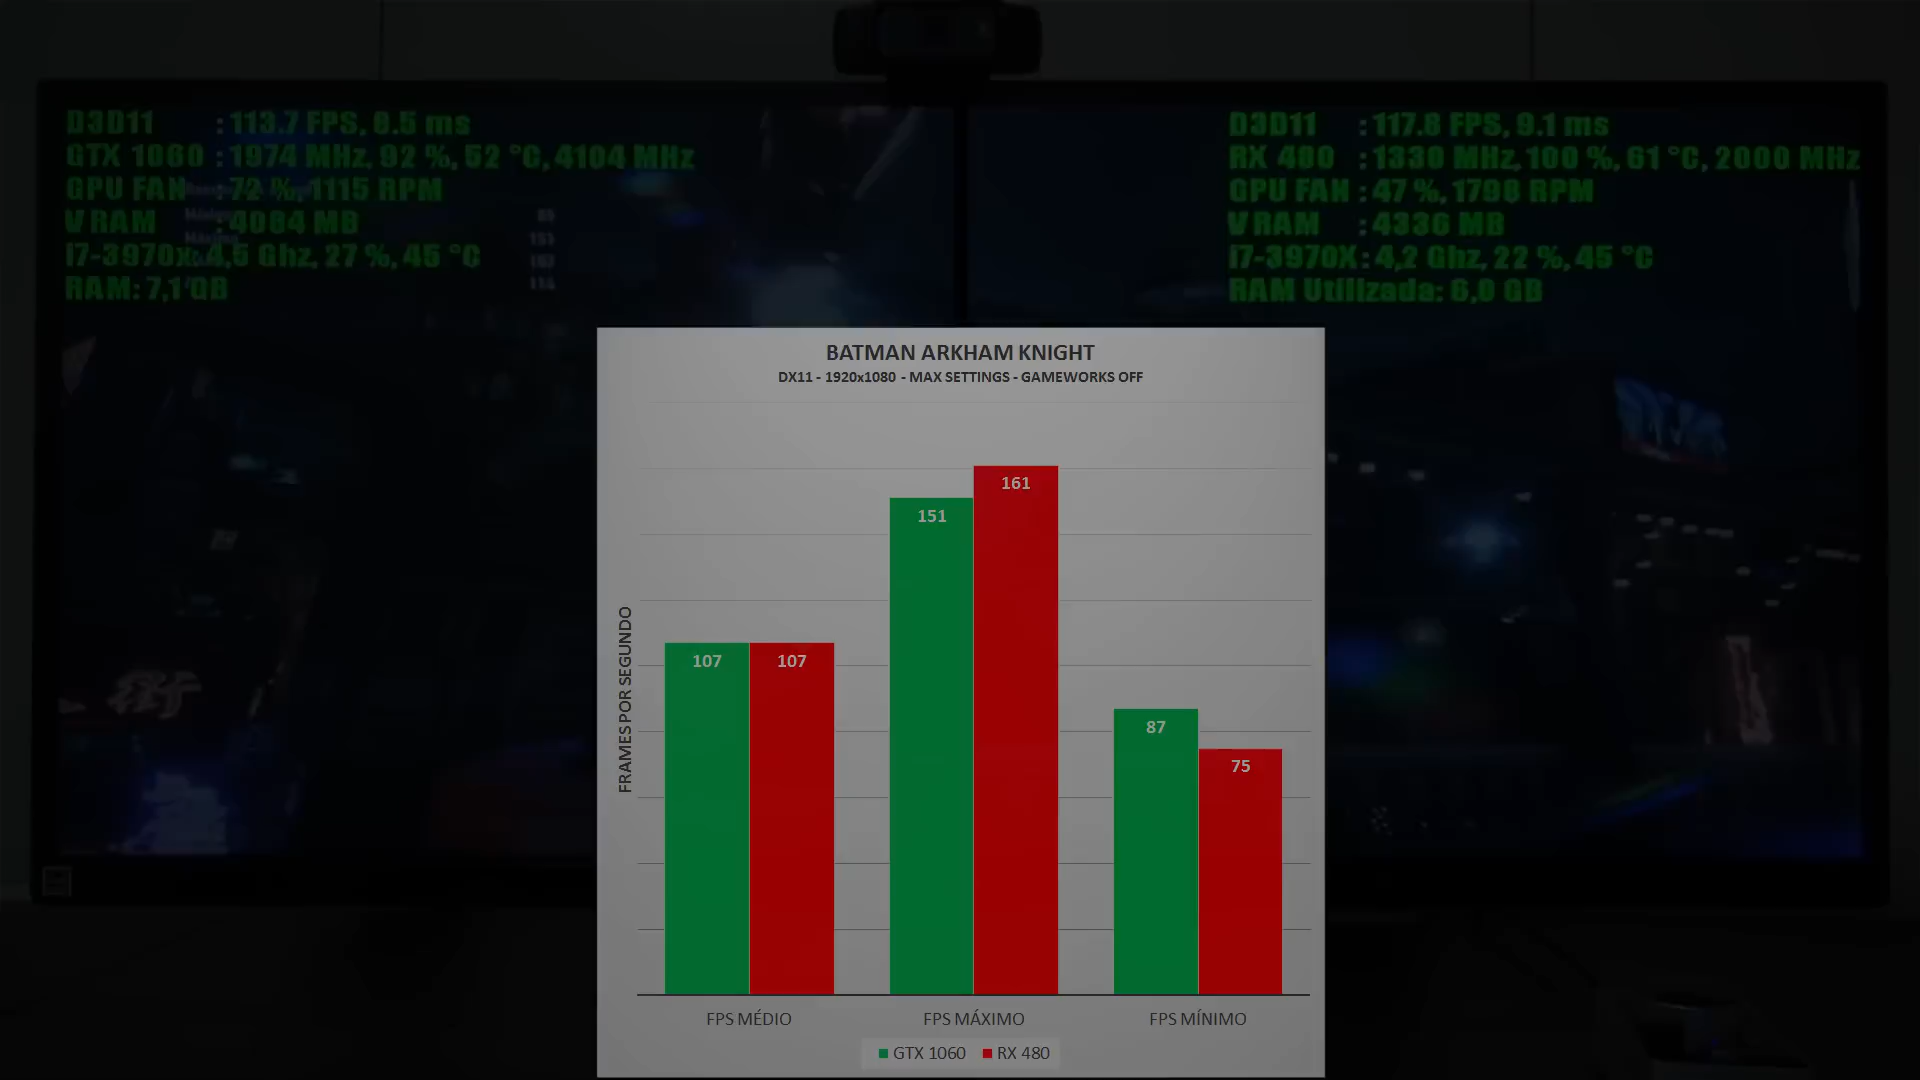 D3D11 : 113.7 FPS, 8.5 ms
GTX 1060 : 1974 MHz, 92 %, 52 °C, 4104 MHz
GPU FAN : 72 %, 1115 RPM
VRAM : 4084 MB
I7-3970x: 4,5 Ghz, 27 %, 45 °C
RAM: 7,1 GB
89
151
107
114
D3D11 : 117.8 FPS, 9.1 ms
RX 480 : 1330 MHz, 100 %, 61 °C, 2000 MHz
GPU FAN : 47 %, 1798 RPM
VRAM : 4336 MB
I7-3970X : 4,2 Ghz, 22 %, 45 °C
RAM Utilizada: 6,0 GB
BATMAN ARKHAM KNIGHT
DX11 - 1920x1080 - MAX SETTINGS - GAMEWORKS OFF
FRAMES POR SEGUNDO
107
107
151
161
87
75
FPS MÉDIO
FPS MÁXIMO
FPS MÍNIMO
GTX 1060
RX 480